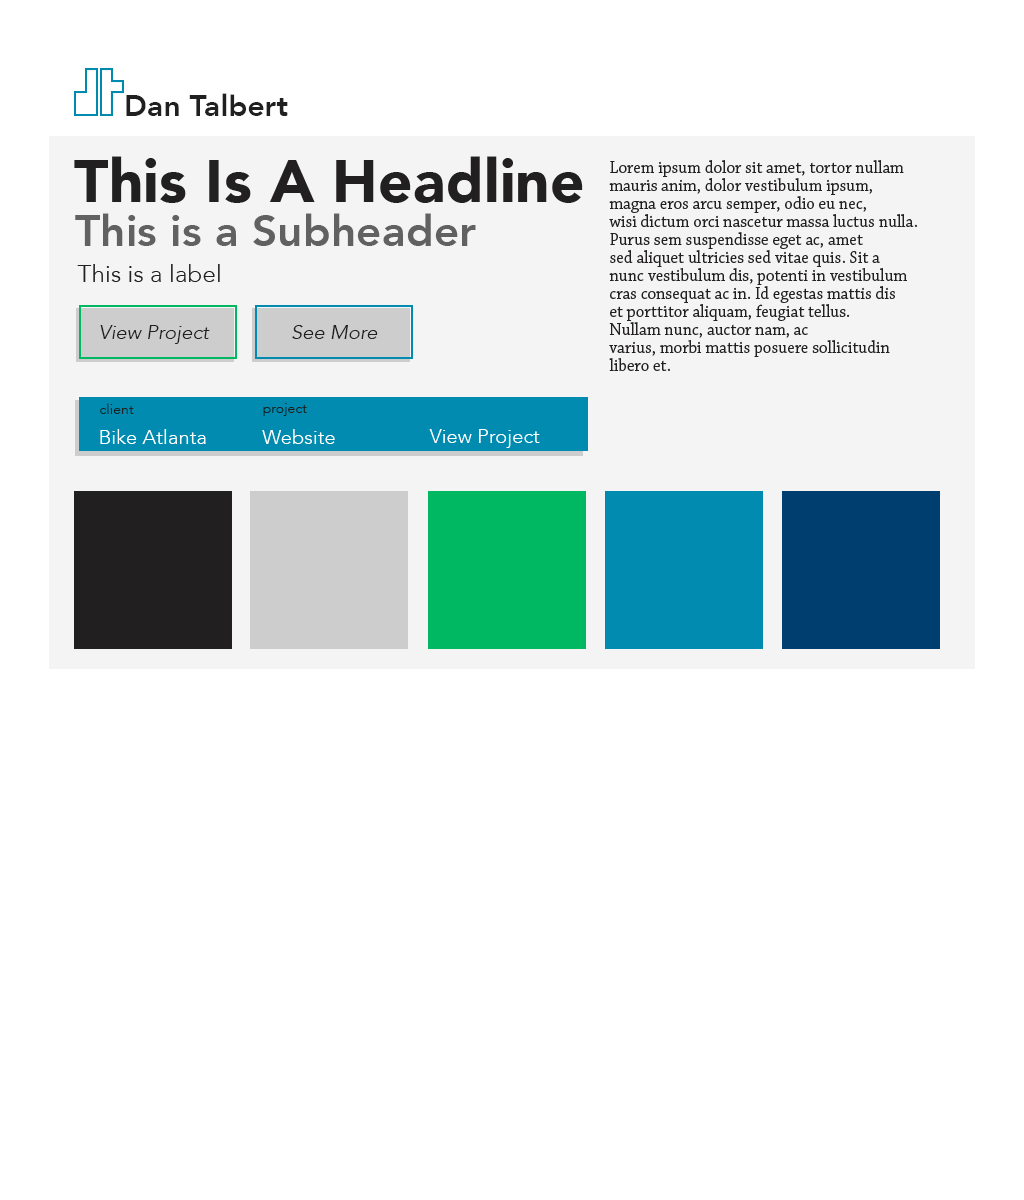 Dan Talbert
This Is A Headline
This is a Subheader
This is a label
View Project
See More
client
project
Bike Atlanta
Website
View Project
Lorem ipsum dolor sit amet, tortor nullam
mauris anim, dolor vestibulum ipsum,
magna eros arcu semper, odio eu nec,
wisi dictum orci nascetur massa luctus nulla.
Purus sem suspendisse eget ac, amet
sed aliquet ultricies sed vitae quis. Sit a
nunc vestibulum dis, potenti in vestibulum
cras consequat ac in. Id egestas mattis dis
et porttitor aliquam, feugiat tellus.
Nullam nunc, auctor nam, ac
varius, morbi mattis posuere sollicitudin
libero et.